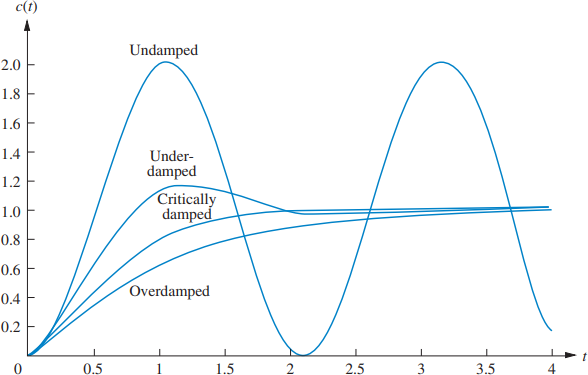 c(t)
Undamped
2.0
1.8
1.6
1.4
Under-
damped
1.2
Critically
damped
1.0
0.8
0.6
Overdamped
0.4
0.2
0 0.5 1 1.5 2 2.5 3 3.5 4 t